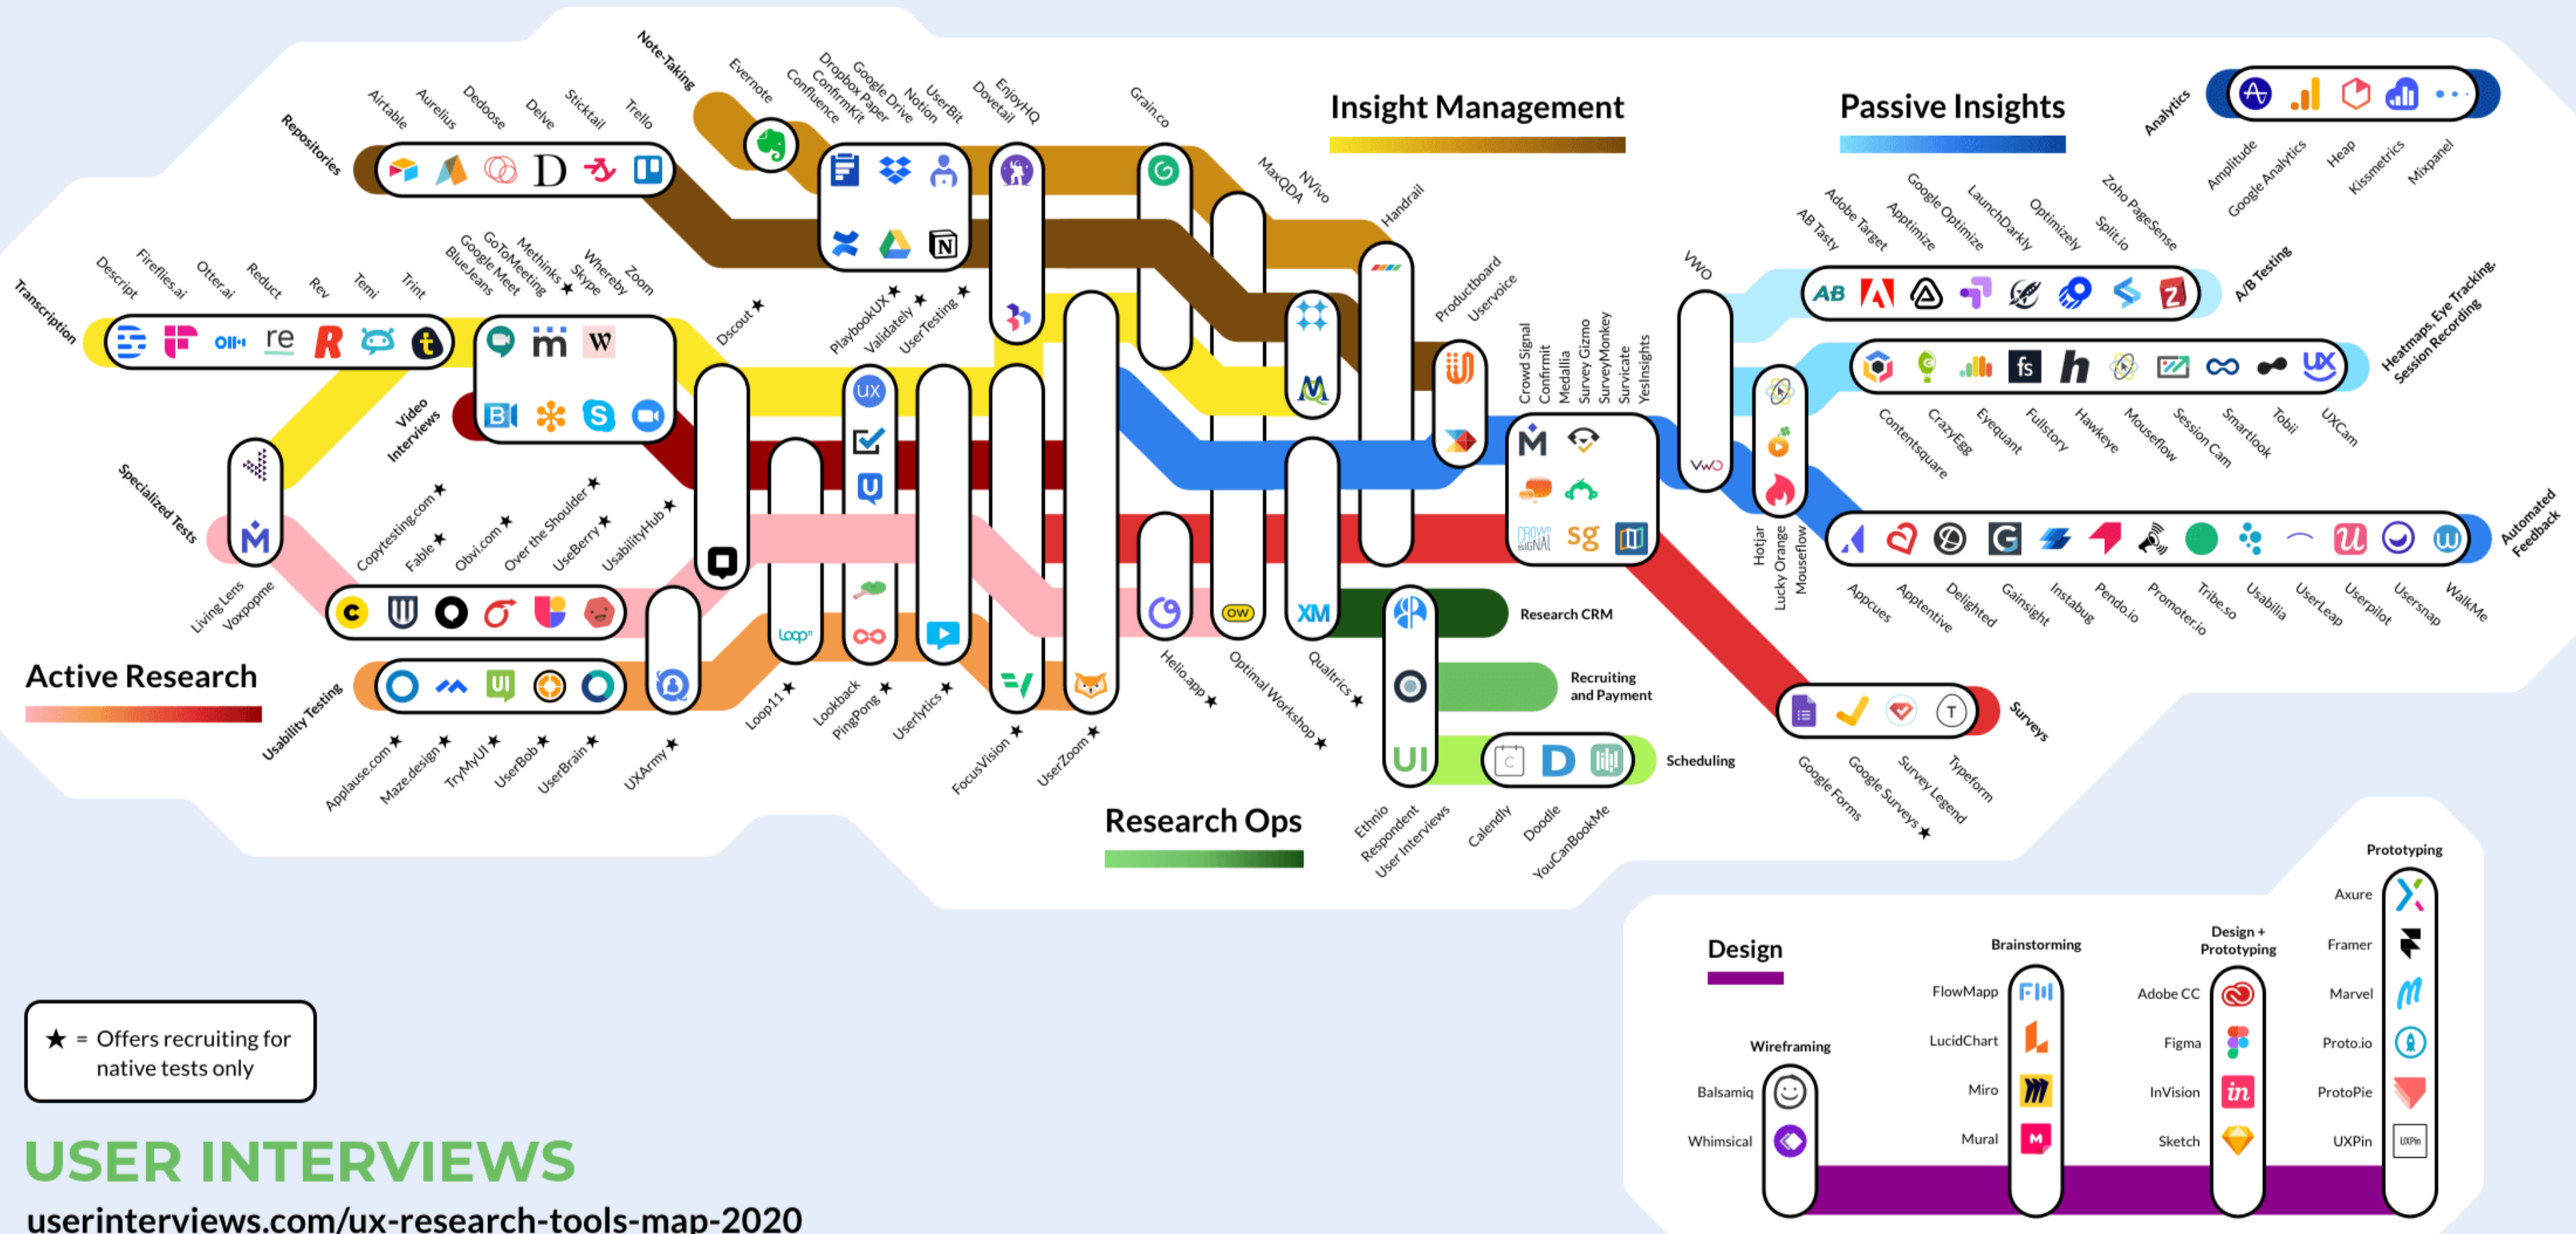 Note-Taking
Evernote
Confluence
ConfirmKit
Dropbox Paper
Google Drive
Notion
UserBit
Dovetail
EnjoyHQ
Grain.co
Repositories
Airtable
Aurelius
Dedoose
Delve
Sticktail
Trello
Insight Management
MaxQDA
NVivo
Handrail
Productboard
Uservoice
Passive Insights
Analytics
Amplitude
Google Analytics
Heap
Kissmetrics
Mixpanel
VWO
AB Tasty
Adobe Target
Apptimize
Google Optimize
LaunchDarkly
Optimizely
Split.io
Zoho PageSense
A/B Testing
Transcription
Descript
Fireflies.ai
Otter.ai
Reduct
Rev
Temi
Trint
BlueJeans
Google Meet
GoToMeeting
Methinks ★
Skype
Whereby
Zoom
Video
Interviews
Dscout ★
PlaybookUX ★
Validately ★
UserTesting ★
Crowd Signal
Confirmit
Medallia
Survey Gizmo
SurveyMonkey
Survicate
YesInsights
Heatmaps, Eye Tracking,
Session Recording
Contentsquare
CrazyEgg
Eyequant
Fullstory
Hawkeye
Mouseflow
Session Cam
Smartlook
Tobii
UXCam
Hotjar
Lucky Orange
Mouseflow
Automated
Feedback
Appcues
Apptentive
Delighted
Gainsight
Instabug
Pendo.io
Promoter.io
Tribe.so
Usabilia
UserLeap
Userpilot
Usersnap
WalkMe
Specialized Tests
Living Lens
Voxpopme
Copytesting.com ★
Fable ★
Obvi.com ★
Over the Shoulder ★
UseBerry ★
UsabilityHub ★
Active Research
Usability Testing
Applause.com ★
Maze.design ★
TryMyUI ★
UserBob ★
UserBrain ★
UXArmy ★
Loop11 ★
Lookback
PingPong ★
Userlytics ★
FocusVision ★
UserZoom ★
Helio.app ★
Optimal Workshop ★
Qualtrics ★
Research CRM
Recruiting
and Payment
Scheduling
Ethnio
Respondent
User Interviews
Calendly
Doodle
YouCanBookMe
Research Ops
Surveys
Google Forms
Google Surveys ★
Survey Legend
Typeform
Design
Wireframing
Balsamiq
Whimsical
Brainstorming
FlowMapp
LucidChart
Miro
Mural
Design +
Prototyping
Adobe CC
Figma
InVision
Sketch
Prototyping
Axure
Framer
Marvel
Proto.io
ProtoPie
UXPin
★ = Offers recruiting for
native tests only
USER INTERVIEWS
userinterviews.com/ux-research-tools-map-2020